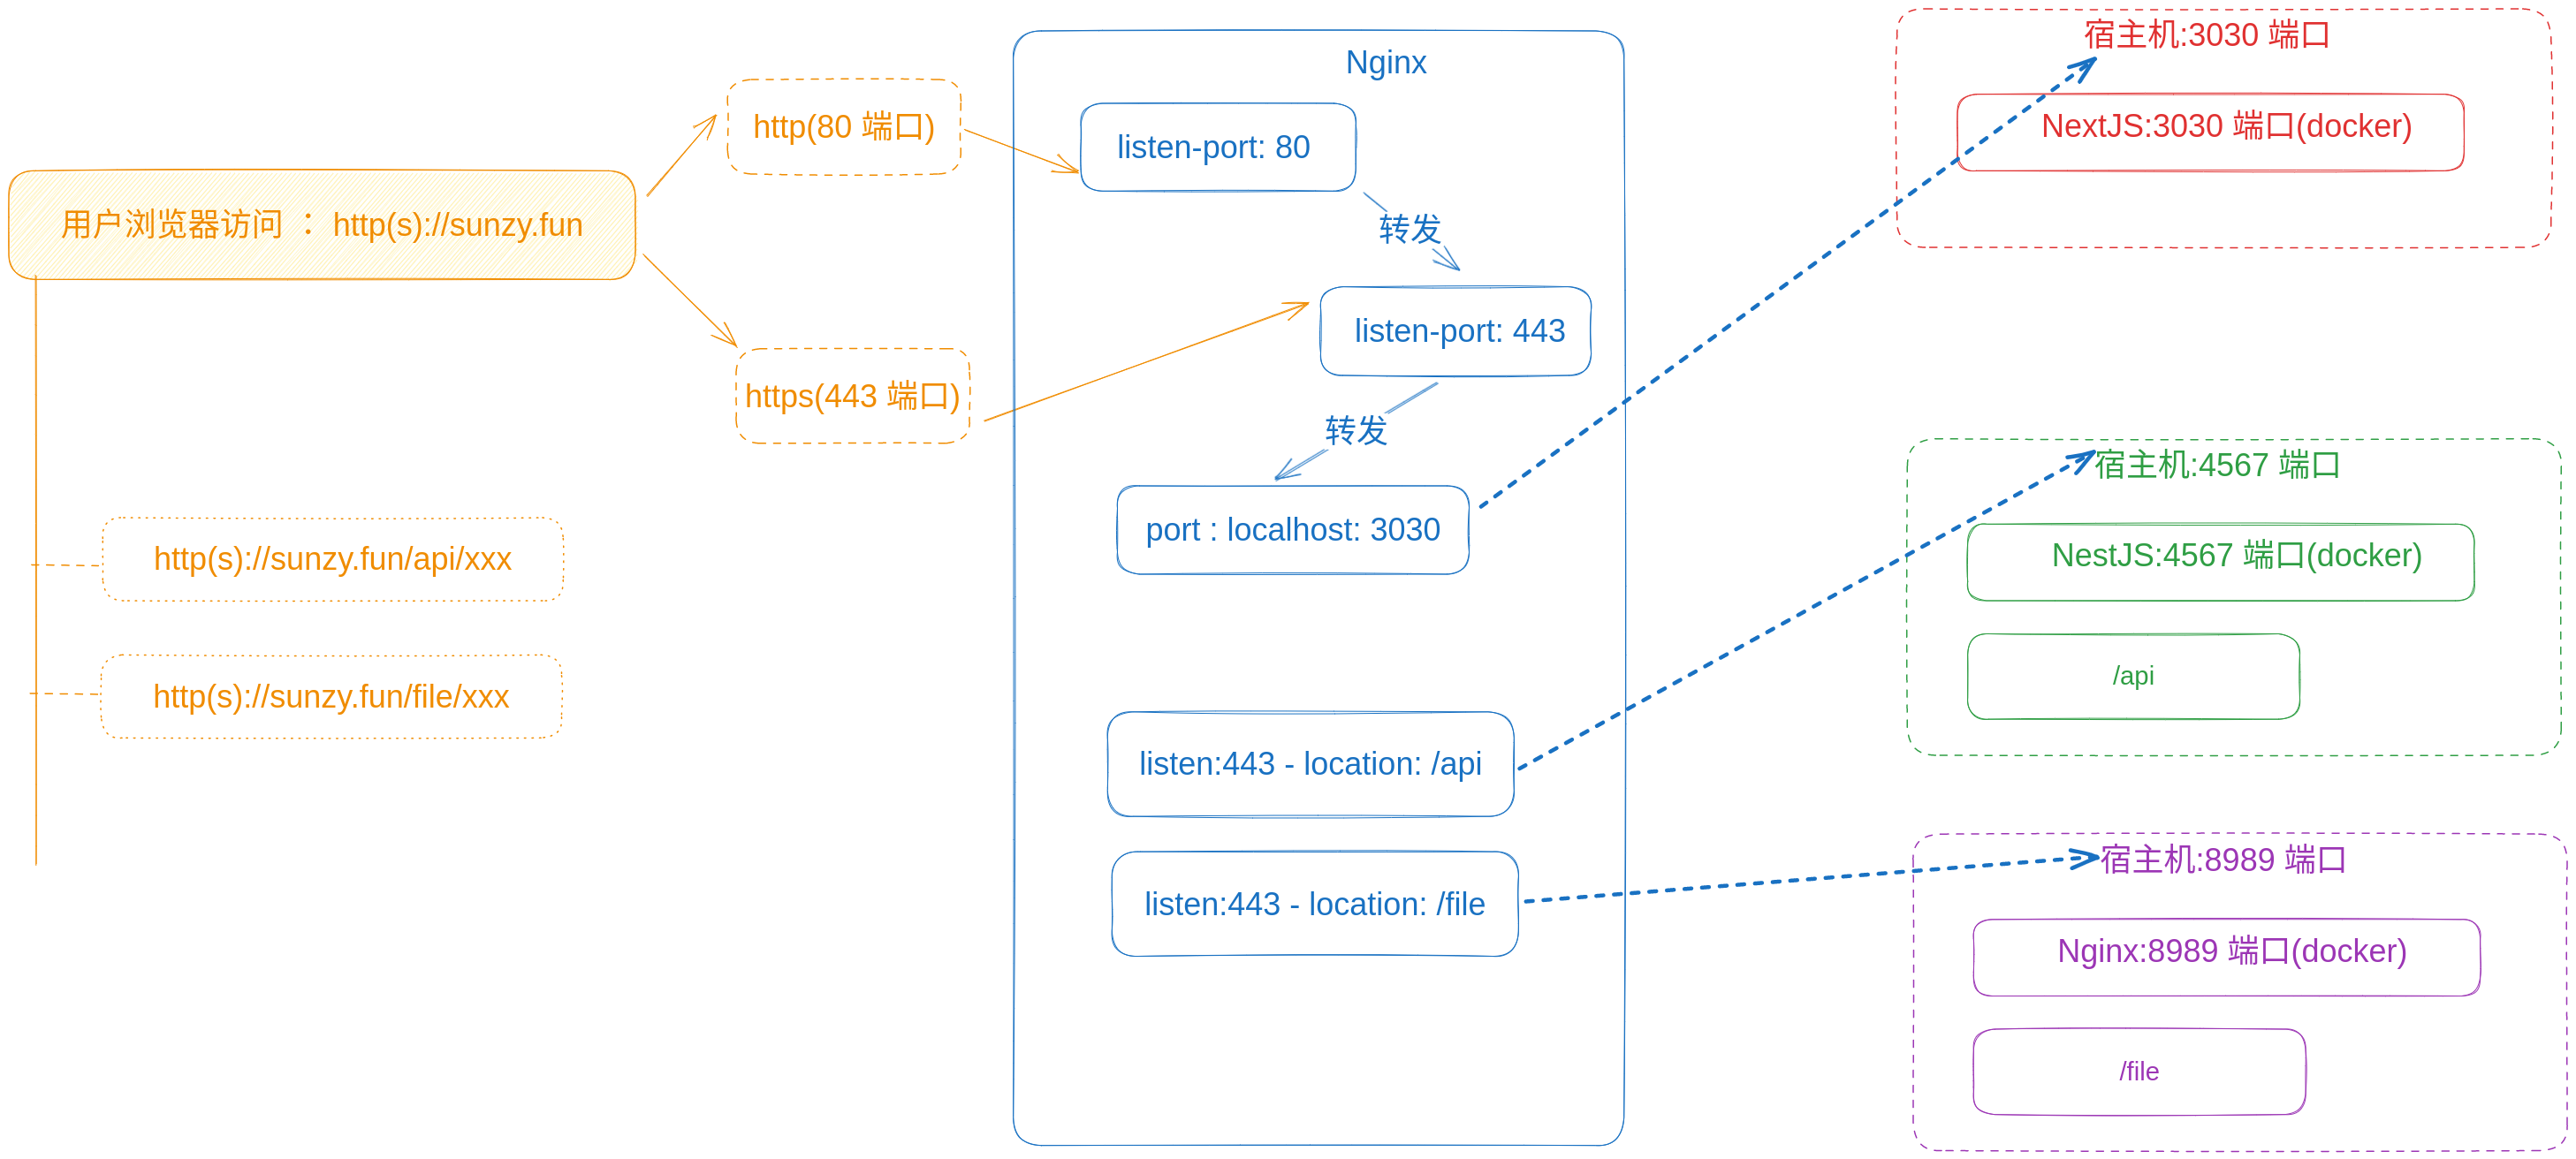 用户浏览器访问 ： http(s)://sunzy.fun
http(s)://sunzy.fun/api/xxx
http(s)://sunzy.fun/file/xxx
http(80 端口)
https(443 端口)
Nginx
listen-port: 80
转发
listen-port: 443
转发
port : localhost: 3030
listen:443 - location: /api
listen:443 - location: /file
宿主机:3030 端口
NextJS:3030 端口(docker)
宿主机:4567 端口
NestJS:4567 端口(docker)
/api
宿主机:8989 端口
Nginx:8989 端口(docker)
/file